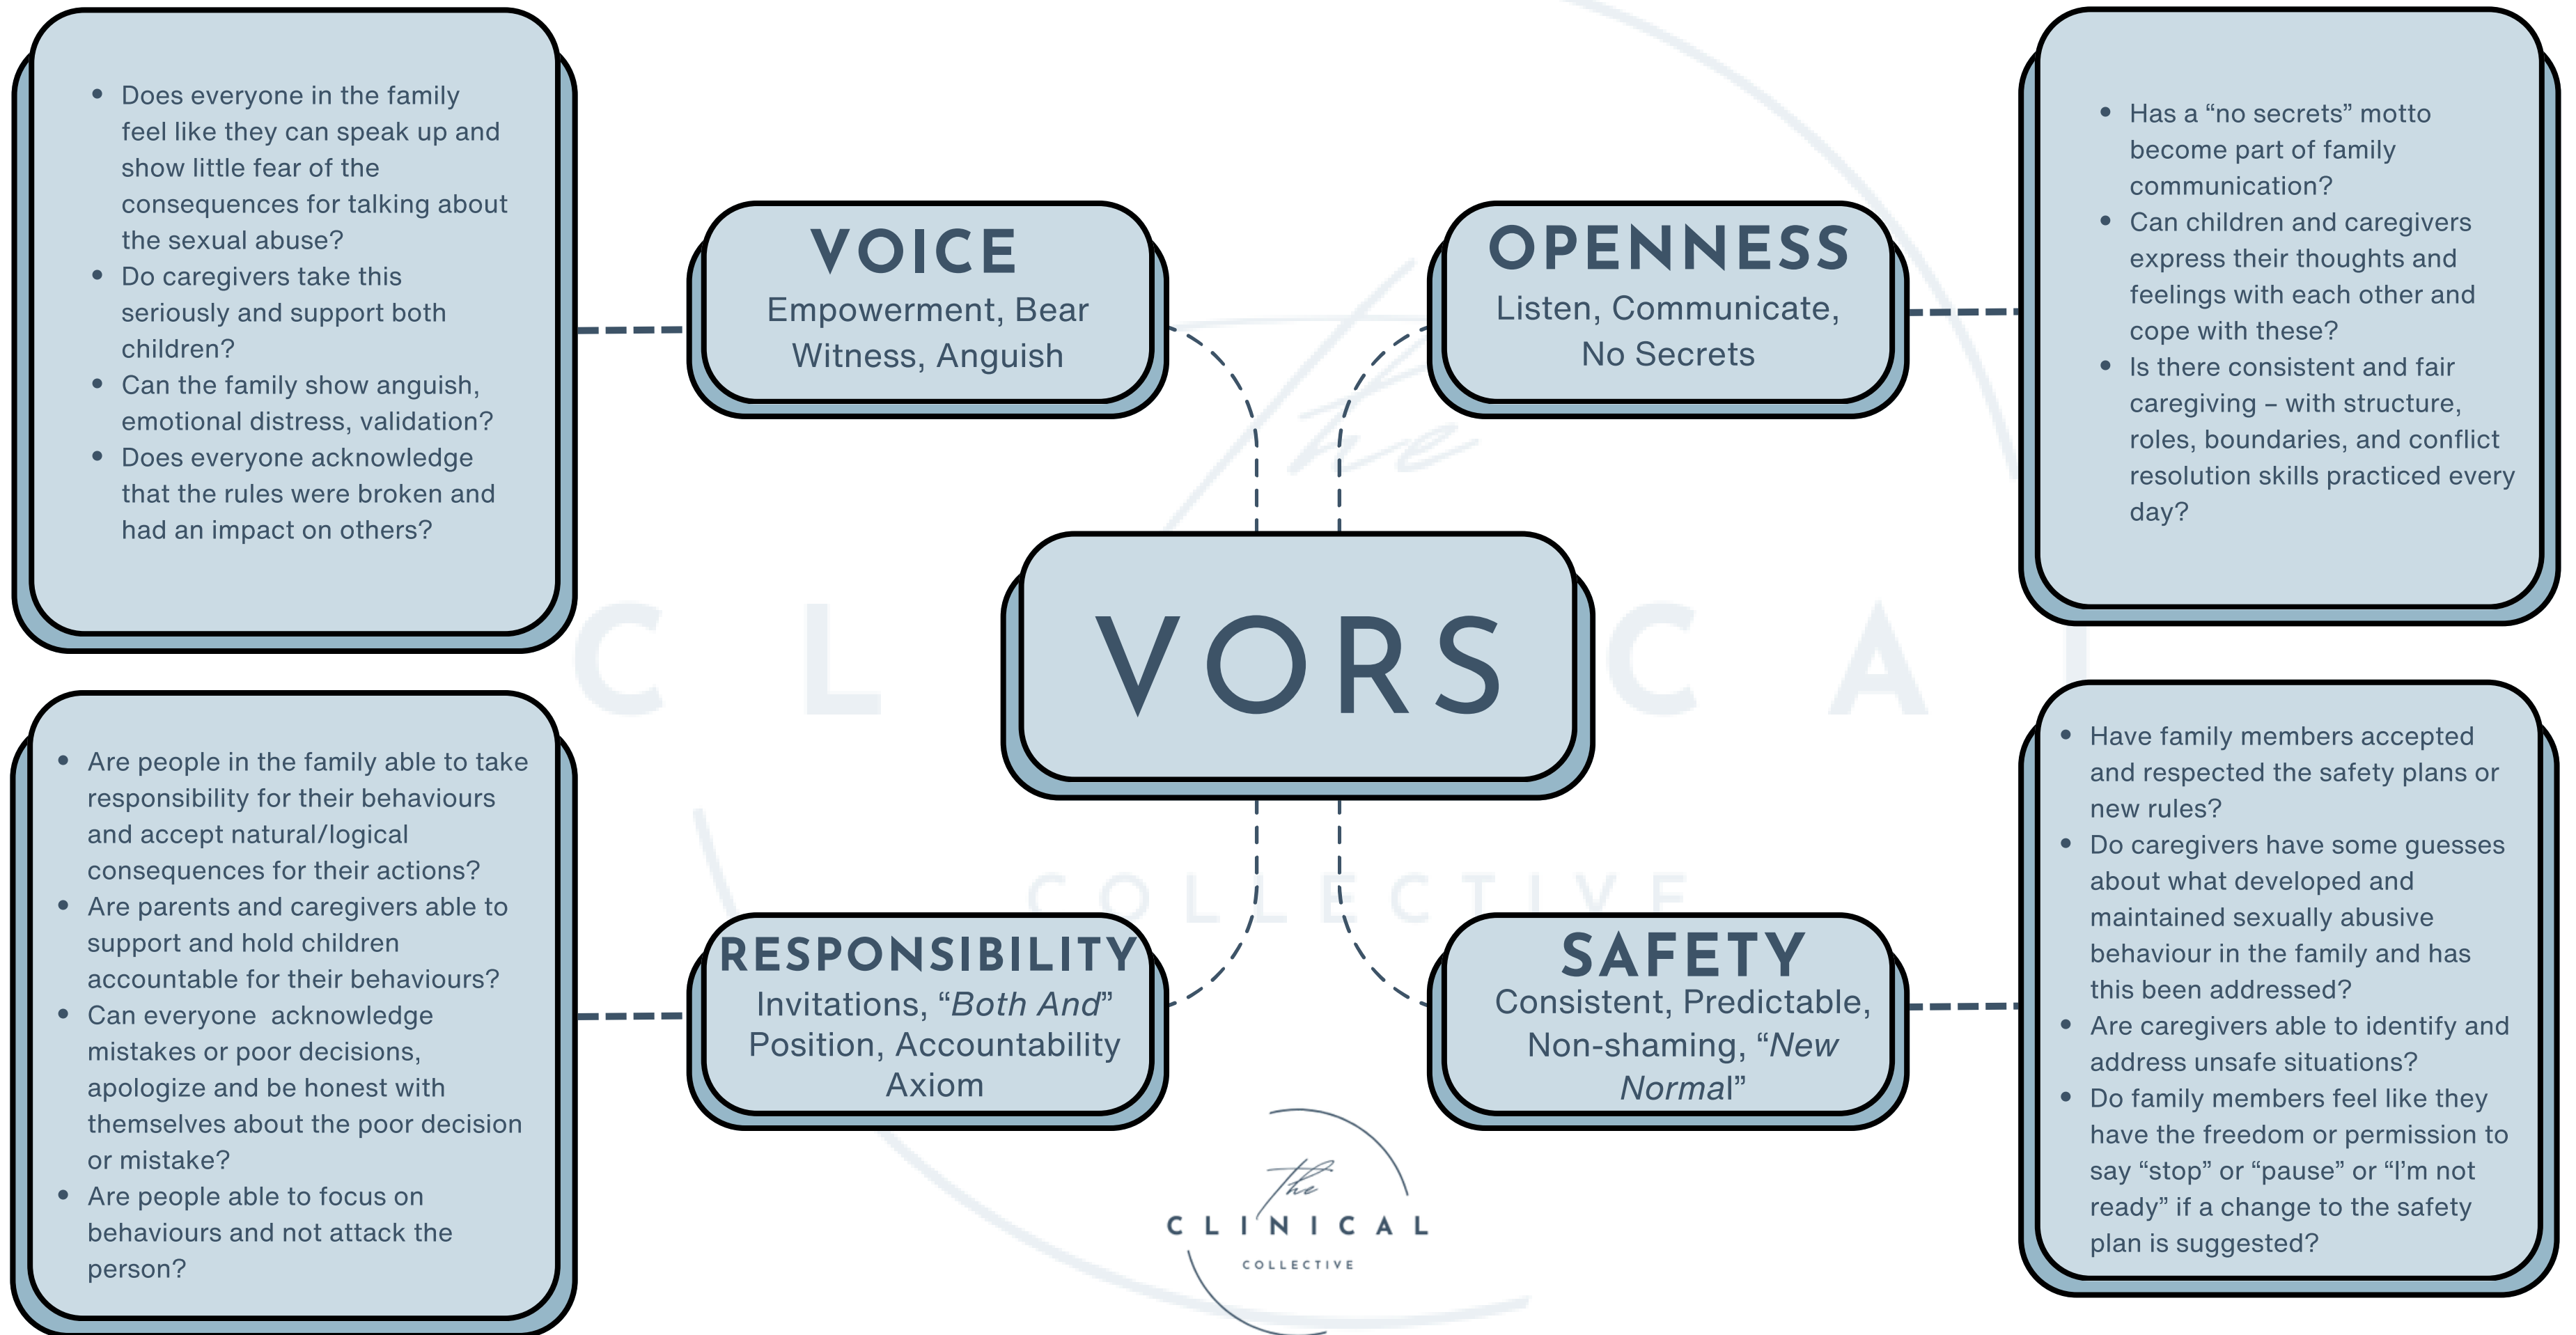 • Does everyone in the family
feel like they can speak up and
show little fear of the
consequences for talking about
the sexual abuse?
• Do caregivers take this
seriously and support both
children?
• Can the family show anguish,
emotional distress, validation?
• Does everyone acknowledge
that the rules were broken and
had an impact on others?
VOICE
Empowerment, Bear
Witness, Anguish
OPENNESS
Listen, Communicate,
No Secrets
• Has a “no secrets” motto
become part of family
communication?
• Can children and caregivers
express their thoughts and
feelings with each other and
cope with these?
• Is there consistent and fair
caregiving – with structure,
roles, boundaries, and conflict
resolution skills practiced every
day?
VORS
• Are people in the family able to take
responsibility for their behaviours
and accept natural/logical
consequences for their actions?
• Are parents and caregivers able to
support and hold children
accountable for their behaviours?
• Can everyone  acknowledge
mistakes or poor decisions,
apologize and be honest with
themselves about the poor decision
or mistake?
• Are people able to focus on
behaviours and not attack the
person?
RESPONSIBILITY
Invitations, “Both And”
Position, Accountability
Axiom
SAFETY
Consistent, Predictable,
Non-shaming, “New
Normal”
• Have family members accepted
and respected the safety plans or
new rules?
• Do caregivers have some guesses
about what developed and
maintained sexually abusive
behaviour in the family and has
this been addressed?
• Are caregivers able to identify and
address unsafe situations?
• Do family members feel like they
have the freedom or permission to
say “stop” or “pause” or “I’m not
ready” if a change to the safety
plan is suggested?
the
CLINICAL
COLLECTIVE
the
CL CAL
COLLECTIVE